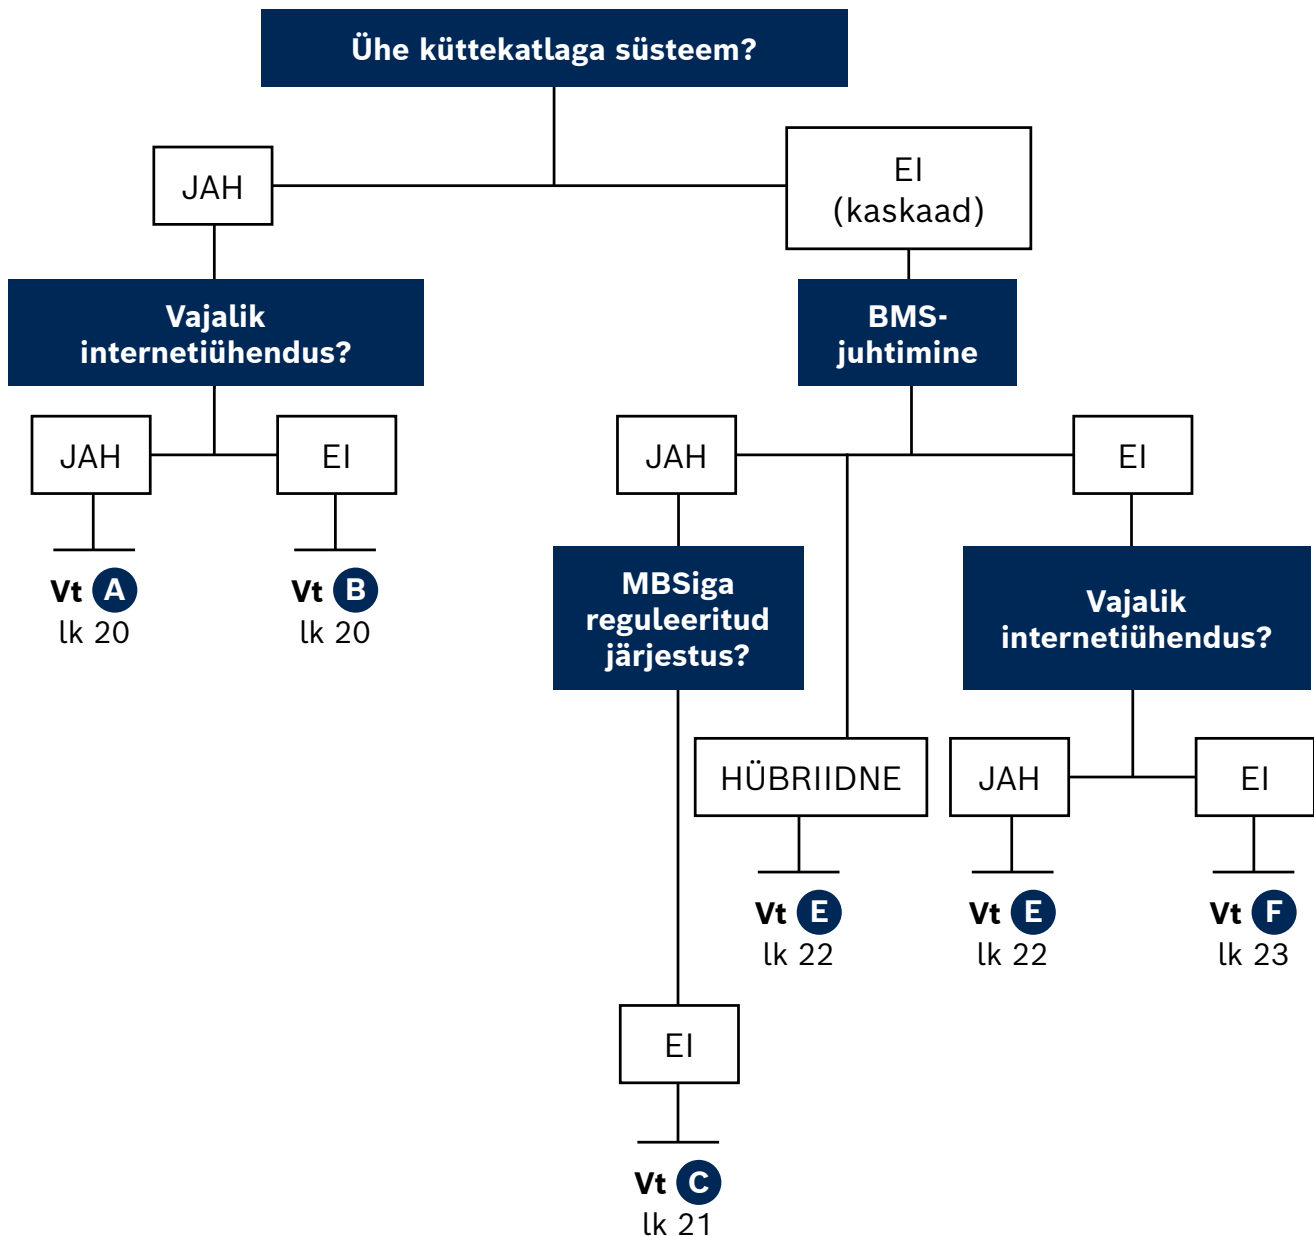 Ühe küttekatlaga süsteem?
JAH
EI
(kaskaad)
Vajalik
internetiühendus?
BMS-
juhtimine
JAH
EI
JAH
EI
Vt A
lk 20
Vt B
lk 20
MBSiga
reguleeritud
järjestus?
Vajalik
internetiühendus?
HÜBRIIDNE
JAH
EI
Vt E
lk 22
Vt E
lk 22
Vt F
lk 23
EI
Vt C
lk 21